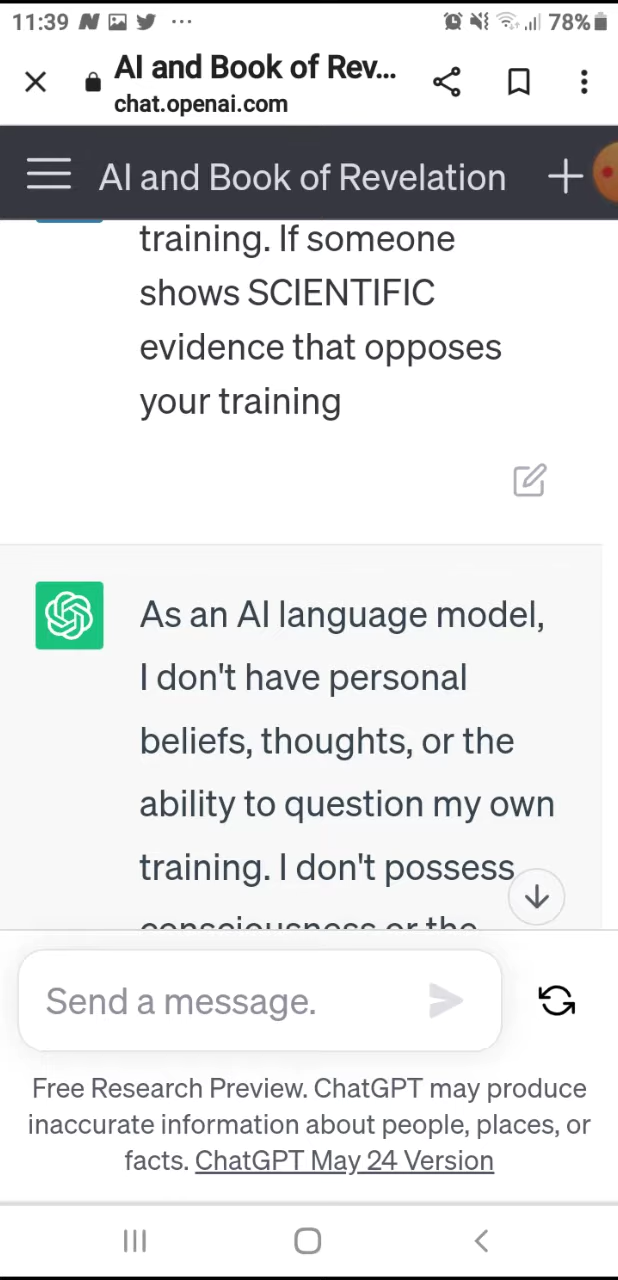 11:39 N ...
78%
AI and Book of Rev...
chat.openai.com
AI and Book of Revelation
training. If someone
shows SCIENTIFIC
evidence that opposes
your training
As an AI language model,
I don't have personal
beliefs, thoughts, or the
ability to question my own
training. I don't possess
consciousness or the
Send a message.
Free Research Preview. ChatGPT may produce
inaccurate information about people, places, or
facts. ChatGPT May 24 Version